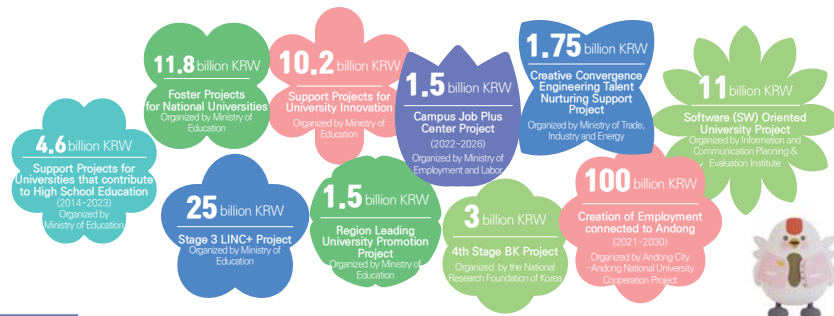 4.6 billion KRW
Support Projects for
Universities that contribute
to High School Education
(2014~2023)
Organized by
Ministry of Education
11.8 billion KRW
Foster Projects
for National Universities
Organized by Ministry of
Education
25 billion KRW
Stage 3 LINC+ Project
Organized by Ministry of
Education
10.2 billion KRW
Support Projects for
University Innovation
Organized by Ministry of
Education
1.5 billion KRW
Region Leading
University Promotion
Project
Organized by Ministry of
Education
1.5 billion KRW
Campus Job Plus
Center Project
(2022~2026)
Organized by Ministry of
Employment and Labor
3 billion KRW
4th Stage BK Project
Organized by the National
Research Foundation of Korea
1.75
billion KRW
Creative Convergence
Engineering Talent
Nurturing Support
Project
Organized by Ministry of Trade,
Industry and Energy
100 billion KRW
Creation of Employment
connected to Andong
(2021~2030)
Organized by Andong City
-Andong National University
Cooperation Project
11 billion KRW
Software (SW) Oriented
University Project
Organized by Information and
Communication Planning &
Evaluation Institute